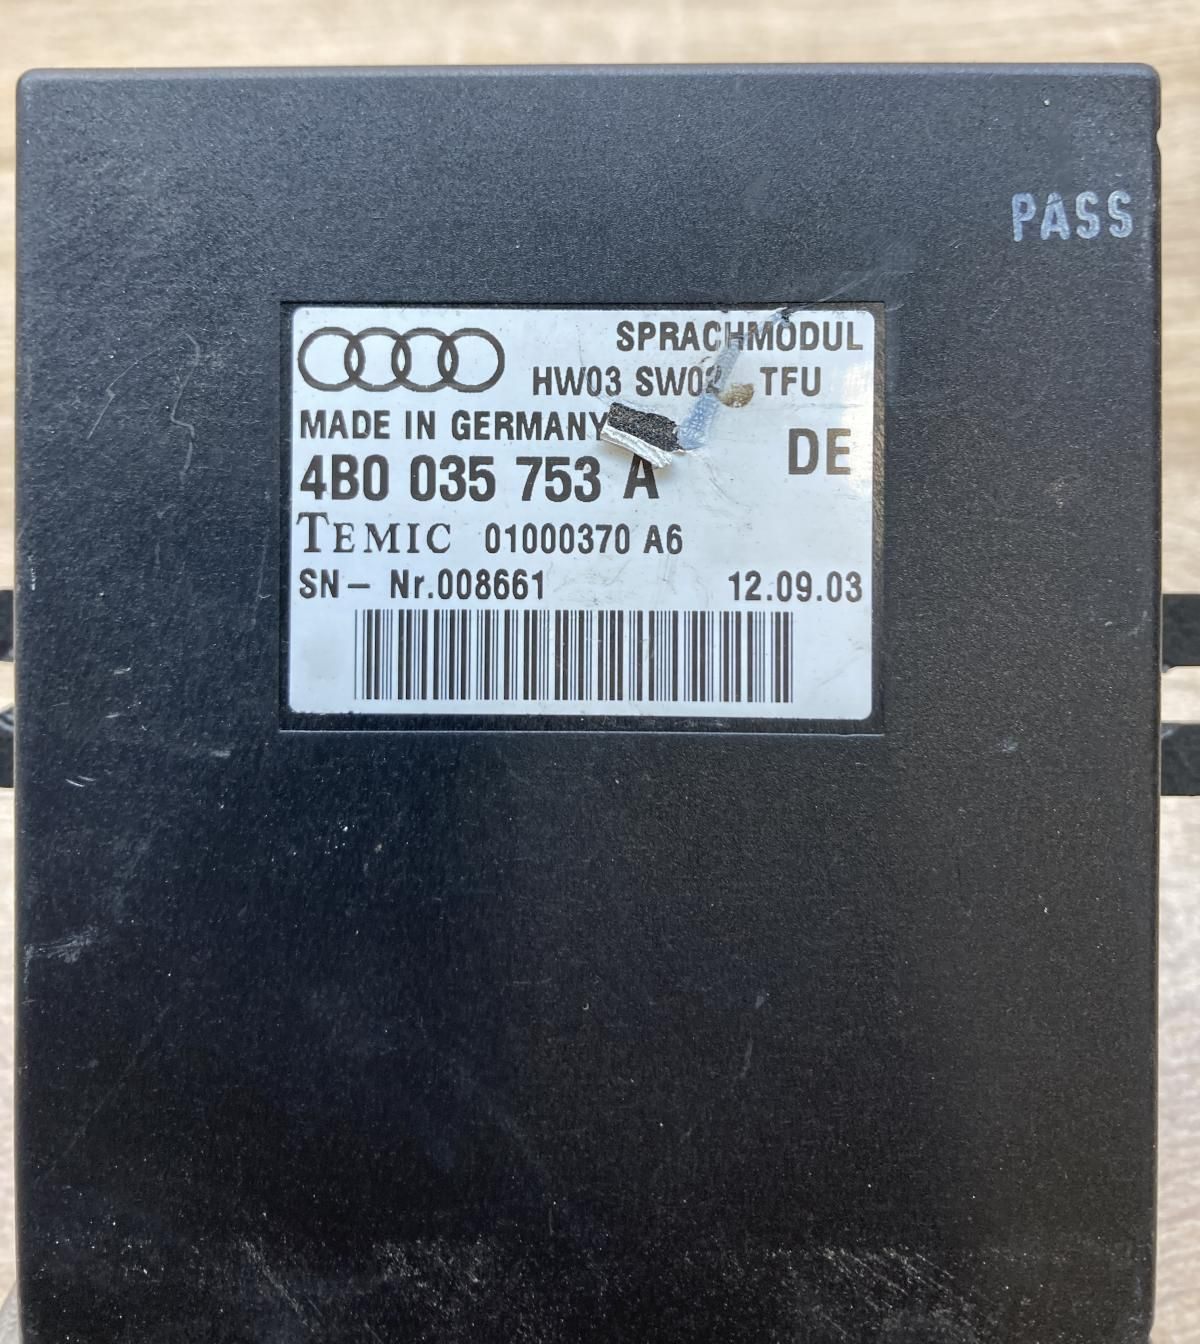 PASS
SPRACHMODUL
HW03 SW02 TFU
MADE IN GERMANY
DE
4B0 035 753 A
TEMIC 01000370 A6
SN- Nr.008661 12.09.03